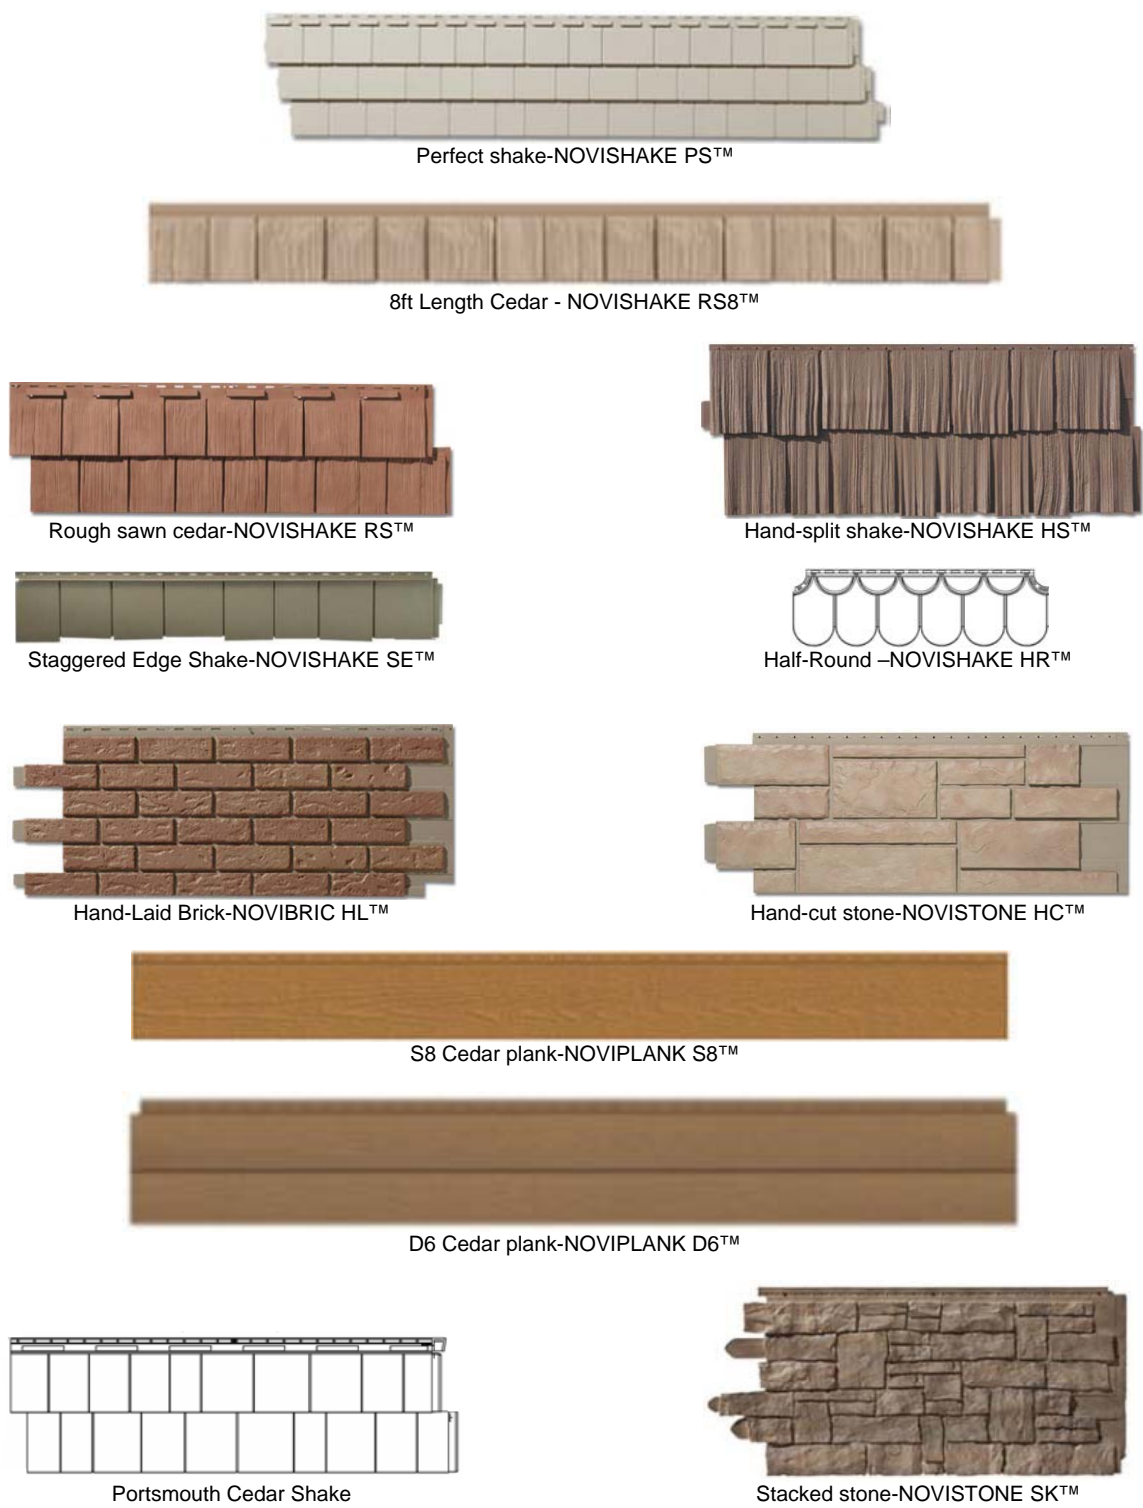 Perfect shake-NOVISHAKE PS™
8ft Length Cedar - NOVISHAKE RS8™
Rough sawn cedar-NOVISHAKE RS™
Hand-split shake-NOVISHAKE HS™
Staggered Edge Shake-NOVISHAKE SE™
Half-Round –NOVISHAKE HR™
Hand-Laid Brick-NOVIBRIC HL™
Hand-cut stone-NOVISTONE HC™
S8 Cedar plank-NOVIPLANK S8™
D6 Cedar plank-NOVIPLANK D6™
Portsmouth Cedar Shake
Stacked stone-NOVISTONE SK™